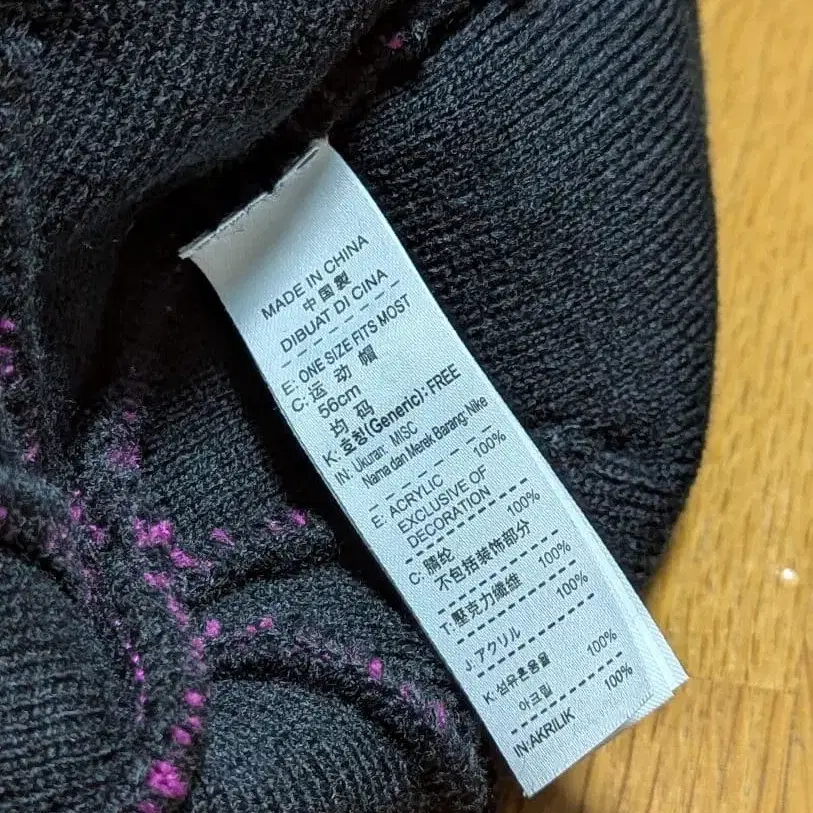 MADE IN CHINA
中国製
DIBUAT DI CINA
E: ONE SIZE FITS MOST
C: 运 动 帽
56cm
均 码
K: 호칭(Generic): FREE
IN: Ukuran: MISC
Nama dan Merek Barang: Nike
100%
E: ACRYLIC
EXCLUSIVE OF
DECORATION
100%
C: 腈纶
不包括装饰部分
100%
T: 壓克力纖維
100%
J: アクリル
100%
K: 섬유혼용율
아크릴 100%
IN: AKRILIK